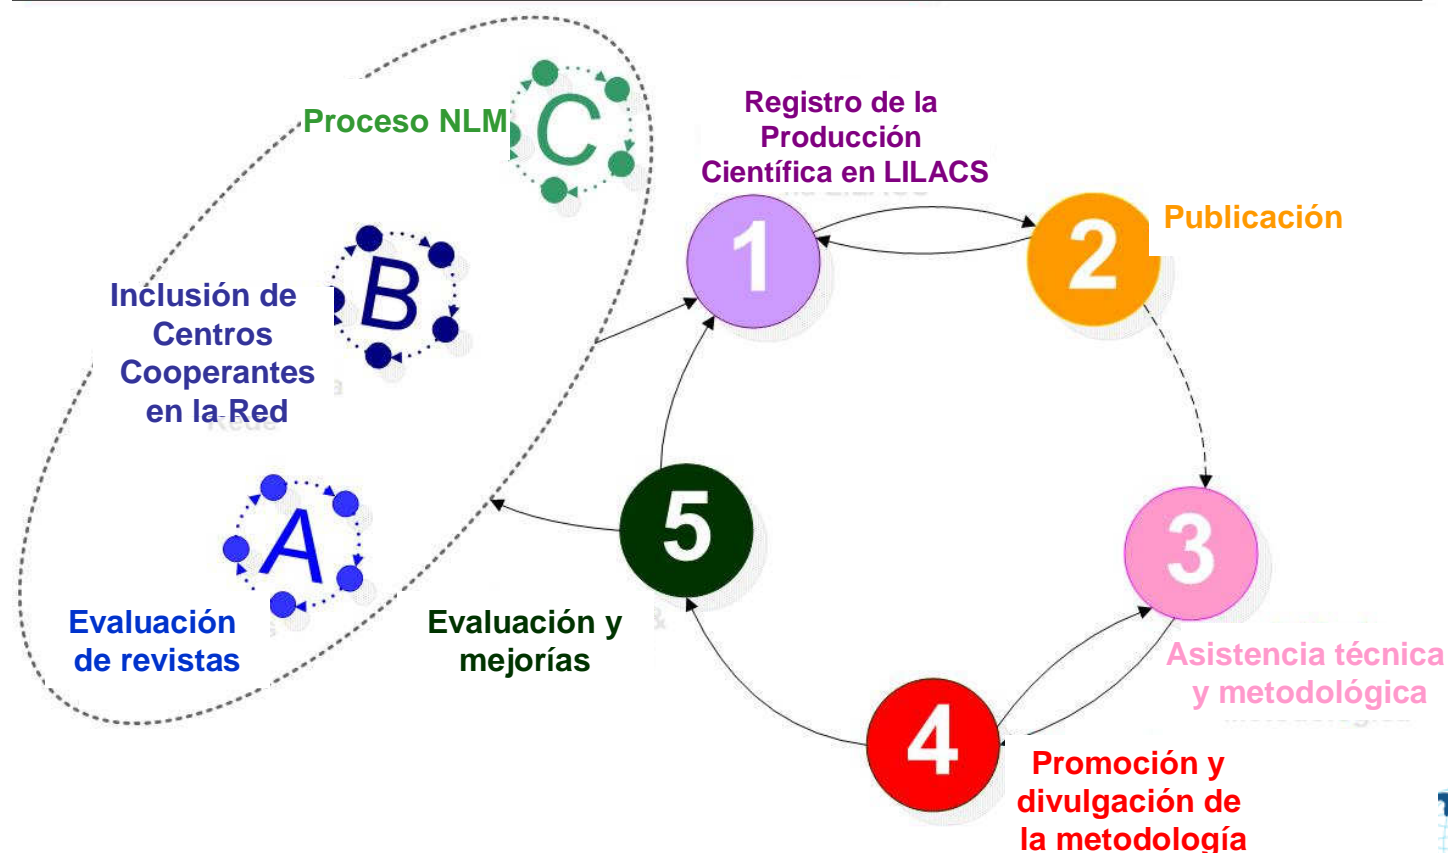 Proceso NLM
C
Registro de la
Producción
Científica en LILACS
1
2
Publicación
B
Inclusión de
Centros
Cooperantes
en la Red
A
Evaluación
de revistas
5
Evaluación y
mejorías
3
Asistencia técnica
y metodológica
4
Promoción y
divulgación de
la metodología